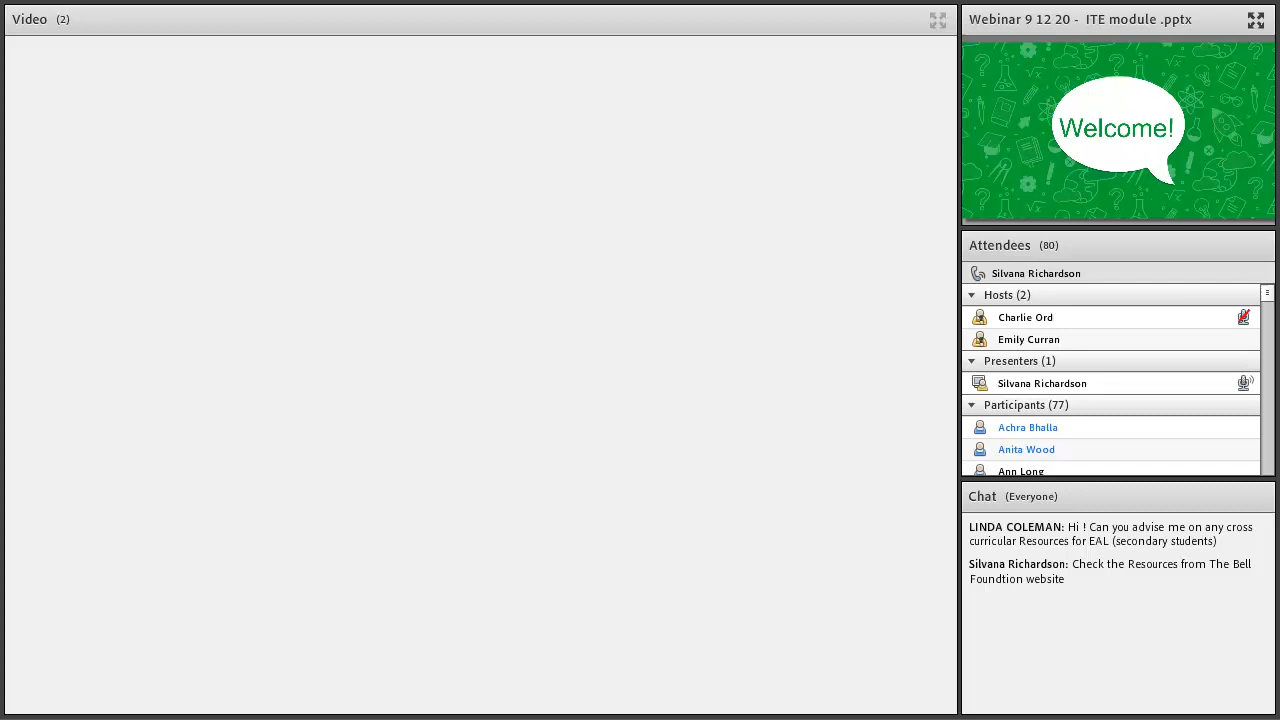 Video (2)
Webinar 9 12 20 - ITE module .pptx
Welcome!
Attendees (80)
Silvana Richardson
Hosts (2)
Charlie Ord
Emily Curran
Presenters (1)
Silvana Richardson
Participants (77)
Achra Bhalla
Anita Wood
Ann Long
Chat (Everyone)
LINDA COLEMAN: Hi ! Can you advise me on any cross
curricular Resources for EAL (secondary students)
Silvana Richardson: Check the Resources from The Bell
Foundtion website